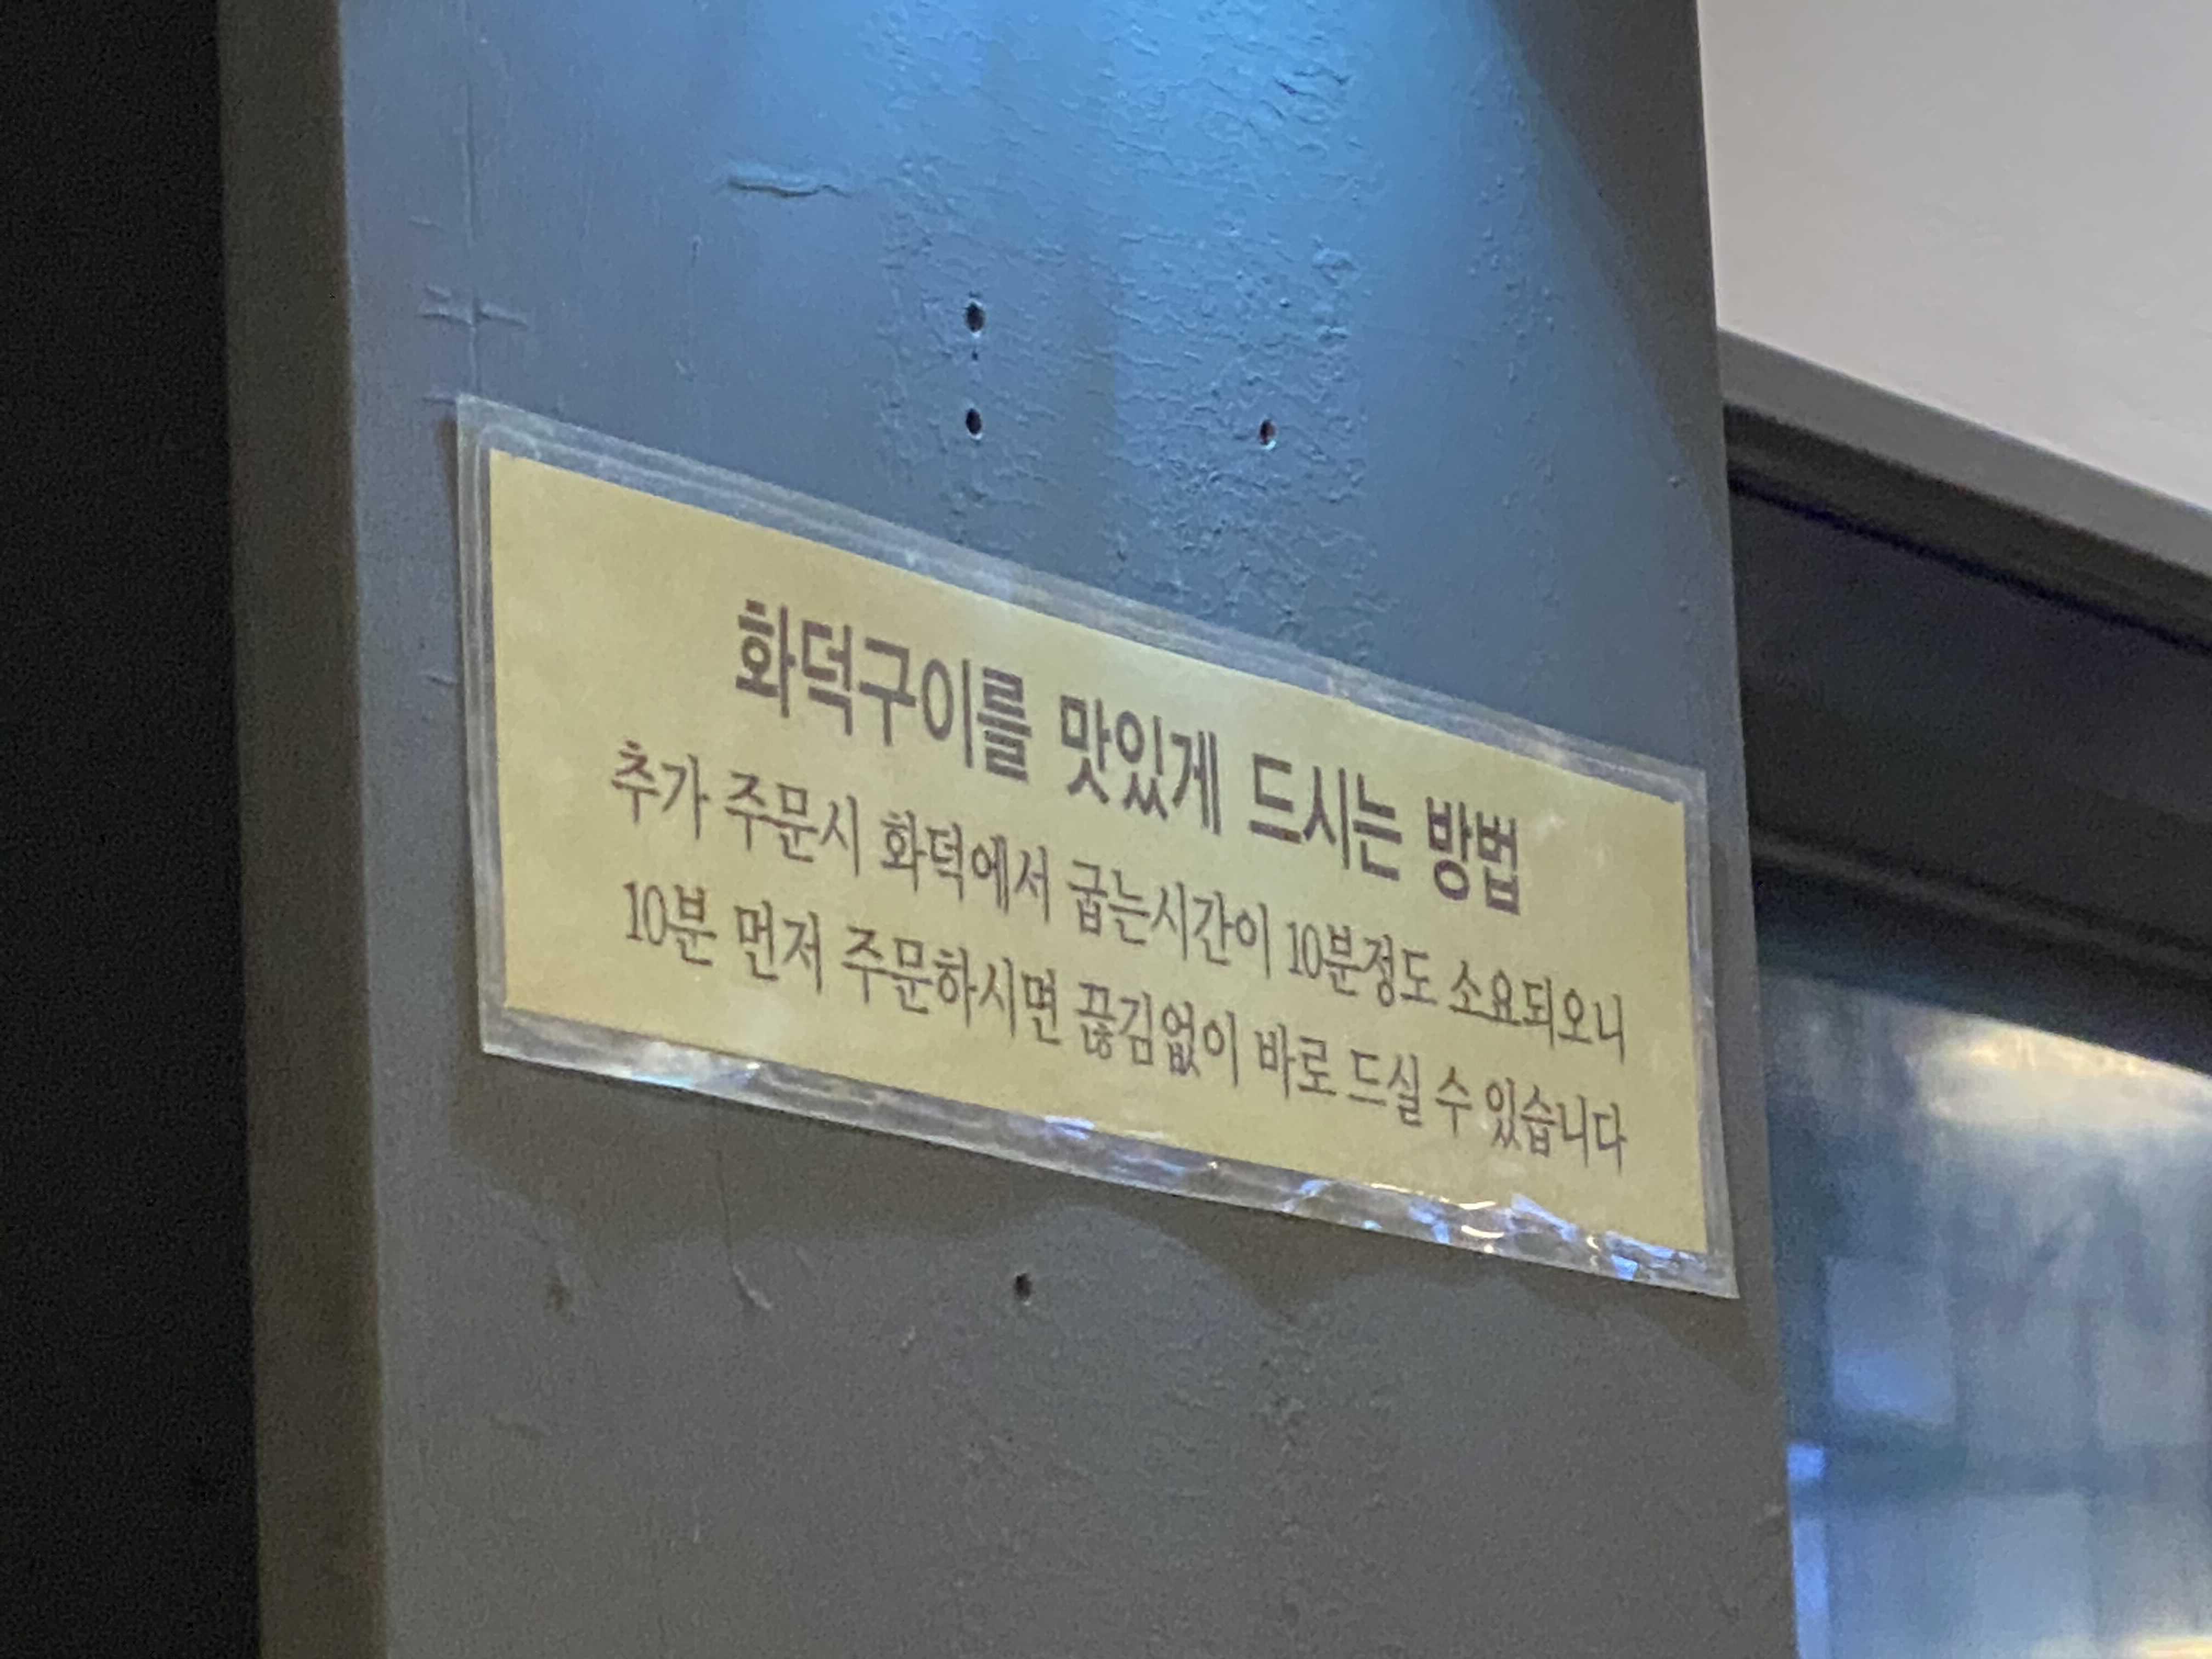 화덕구이를 맛있게 드시는 방법
추가 주문시 화덕에서 굽는시간이 10분정도 소요되오니
10분 먼저 주문하시면 끊김없이 바로 드실 수 있습니다